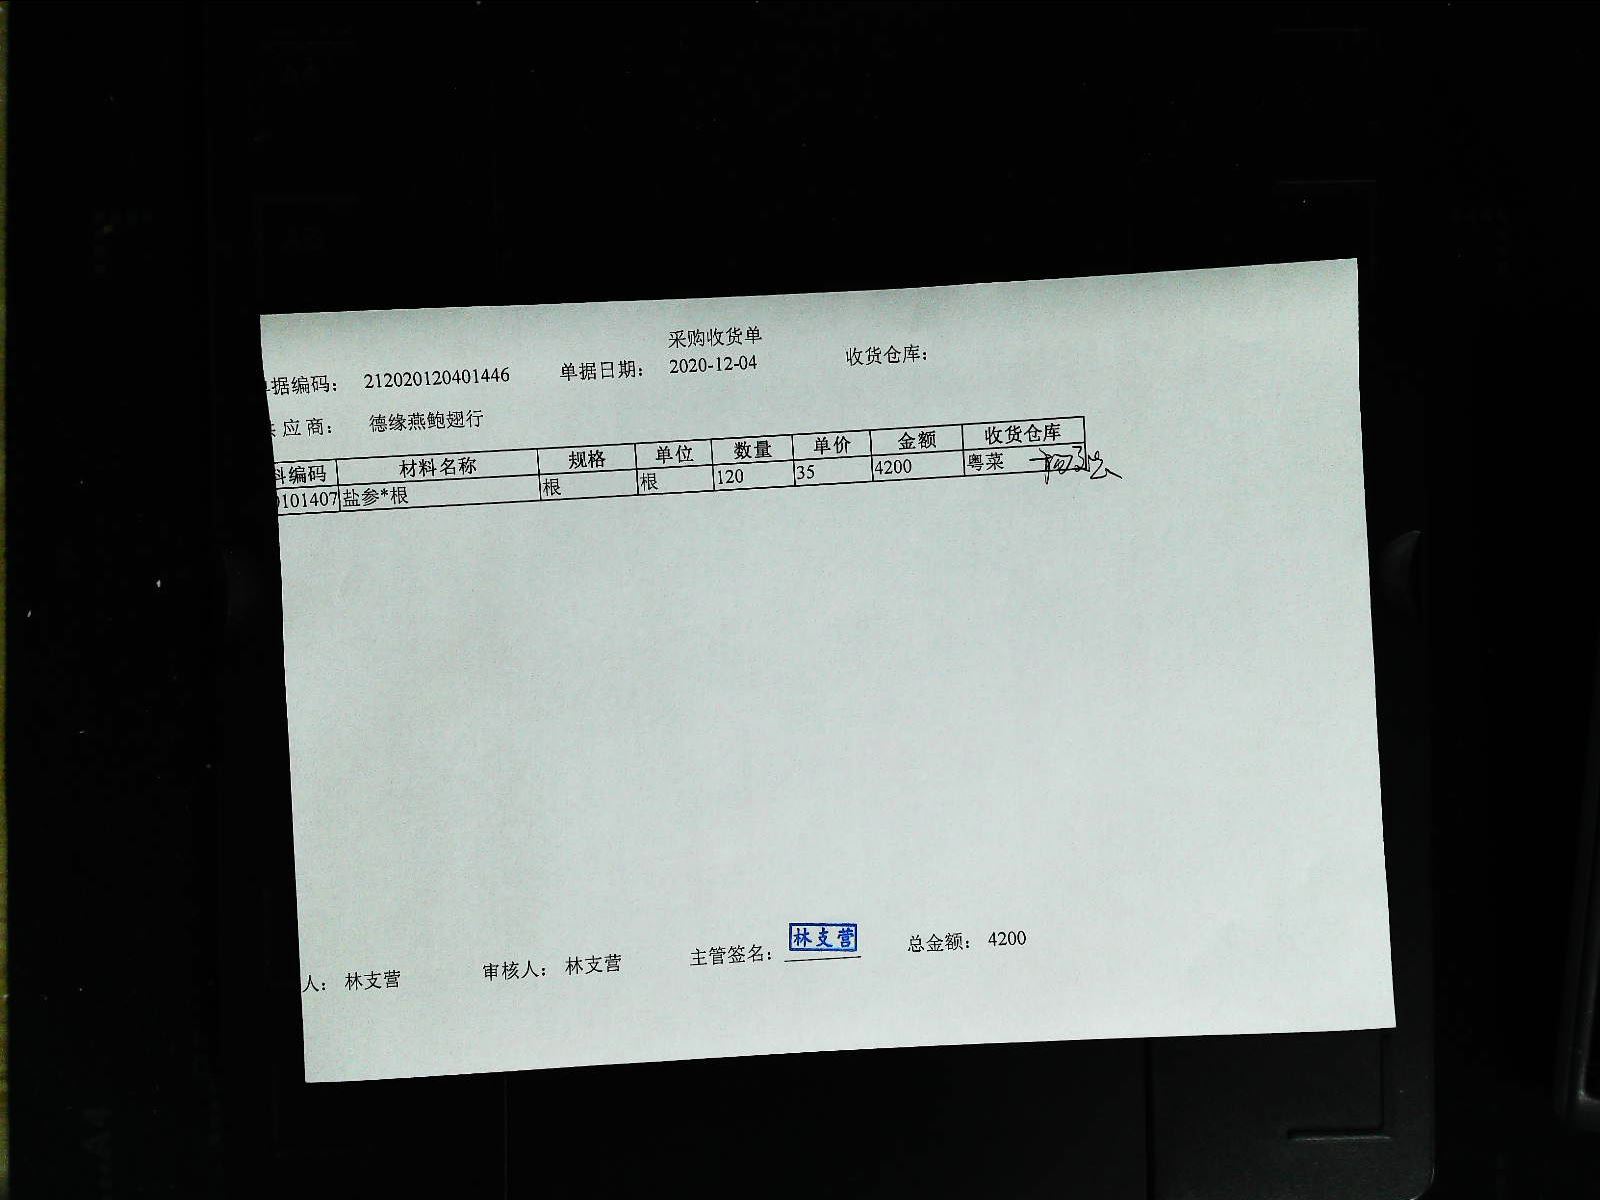 采购收货单
据编码： 212020120401446 单据日期： 2020-12-04 收货仓库：
应商： 德缘燕鲍翅行
料编码 材料名称 规格 单位 数量 单价 金额 收货仓库
0101407 盐参*根 根 根 120 35 4200 粤菜
人： 林支营 审核人： 林支营 主管签名： 林支营 总金额： 4200